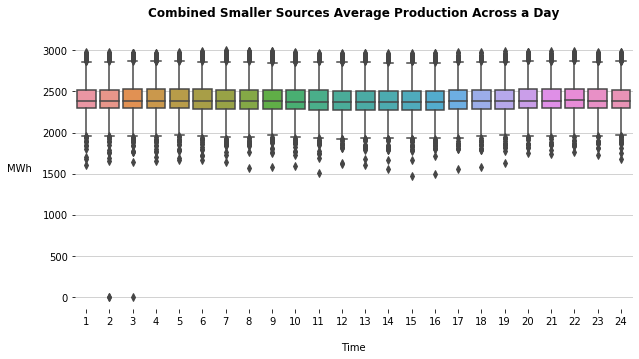 Combined Smaller Sources Average Production Across a Day
3000
2500
2000
MWh
1500
1000
500
0
1 2 3 4 5 6 7 8 9 10 11 12 13 14 15 16 17 18 19 20 21 22 23 24
Time